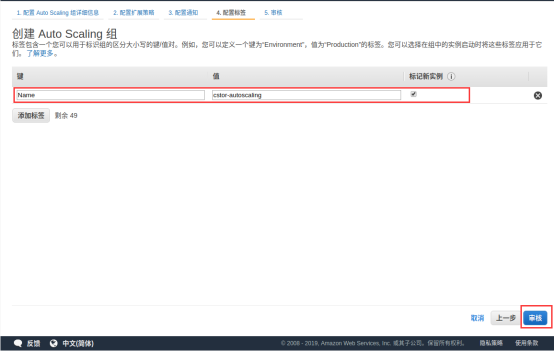 1. 配置 Auto Scaling 组详细信息 2. 配置扩展策略 3. 配置通知 4. 配置标签 5. 审核
创建 Auto Scaling 组
标签包含一个您可以用于标识组的区分大小写的键/值对。例如，您可以定义一个键为“Environment”，值为“Production”的标签。您可以选择在组中的实例启动时将这些标签应用于它
们。了解更多。
键 值 标记新实例
Name cstor-autoscaling
添加标签 剩余 49
取消 上一步 审核
反馈 中文(简体) © 2008 - 2019, Amazon Web Services, Inc. 或其子公司。保留所有权利。 隐私策略 使用条款